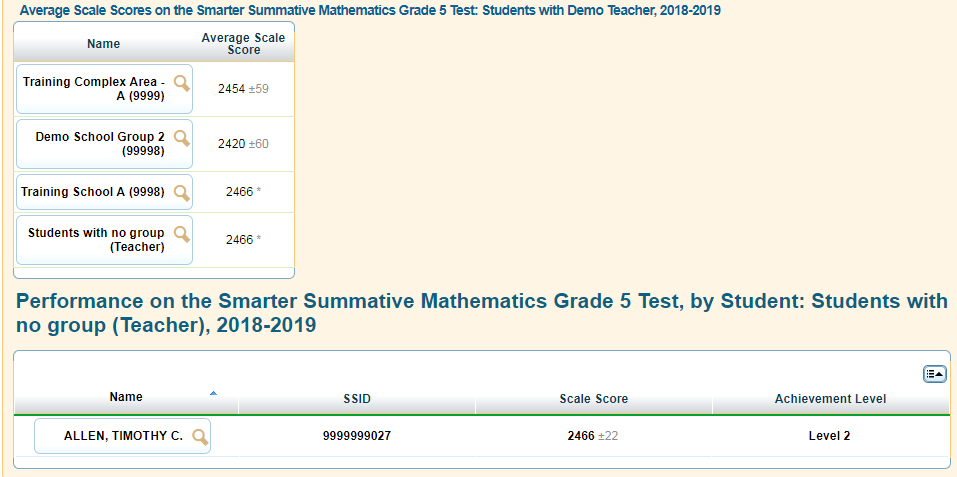 Average Scale Scores on the Smarter Summative Mathematics Grade 5 Test: Students with Demo Teacher, 2018-2019
Name
Average Scale
Score
Training Complex Area -
A (9999)
2454 ±59
Demo School Group 2
(99998)
2420 ±60
Training School A (9998)
2466 *
Students with no group
(Teacher)
2466 *
Performance on the Smarter Summative Mathematics Grade 5 Test, by Student: Students with
no group (Teacher), 2018-2019
Name SSID Scale Score Achievement Level
ALLEN, TIMOTHY C. 9999999027 2466 ±22 Level 2